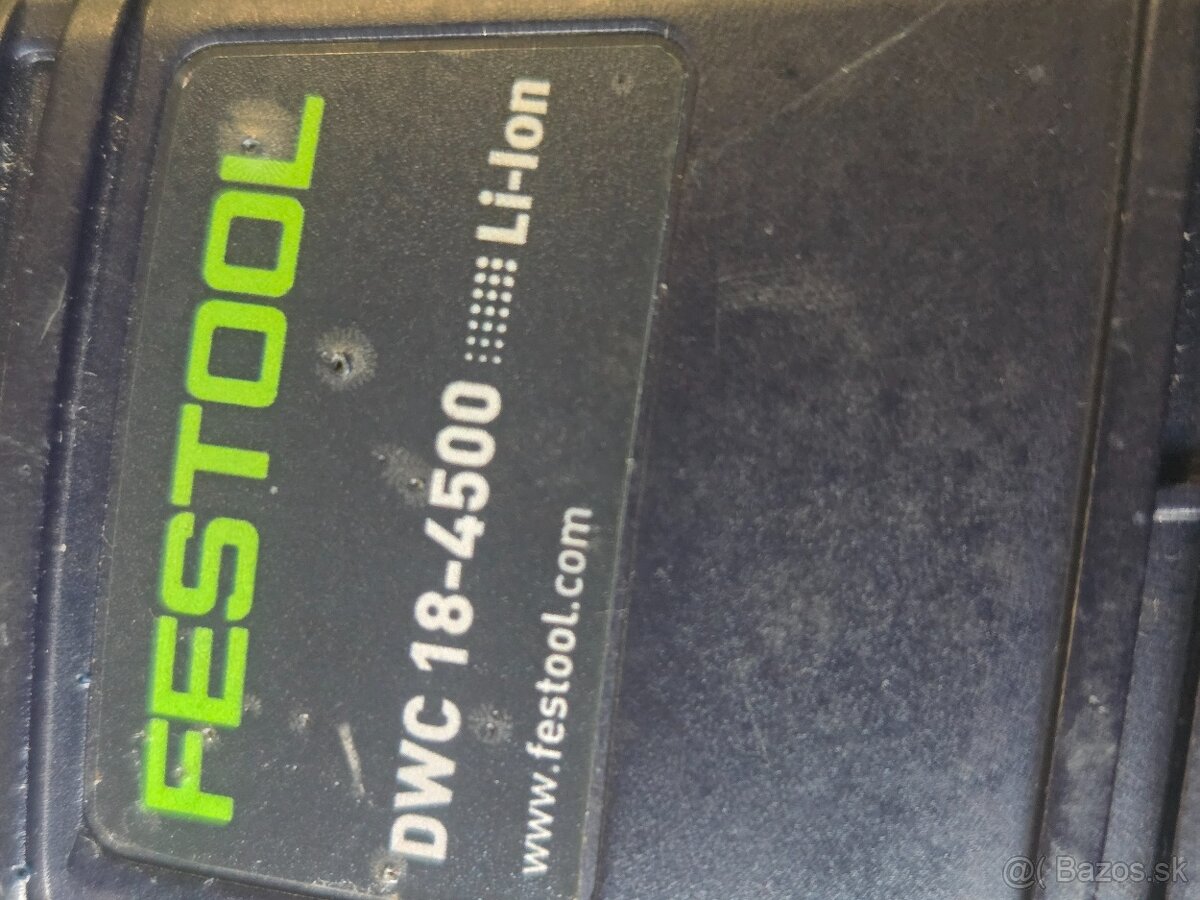 FESTOOL
DWC 18-4500 Li-Ion
www.festool.com
@( Bazos.sk